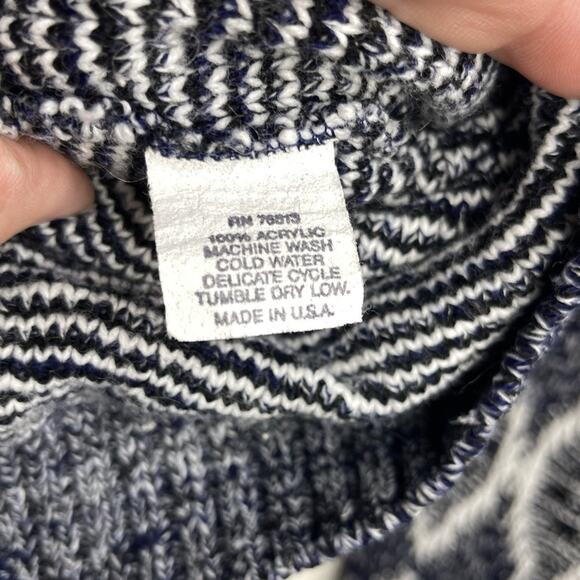 RN 76813
100% ACRYLIC
MACHINE WASH
COLD WATER
DELICATE CYCLE
TUMBLE DRY LOW.
MADE IN U.S.A.